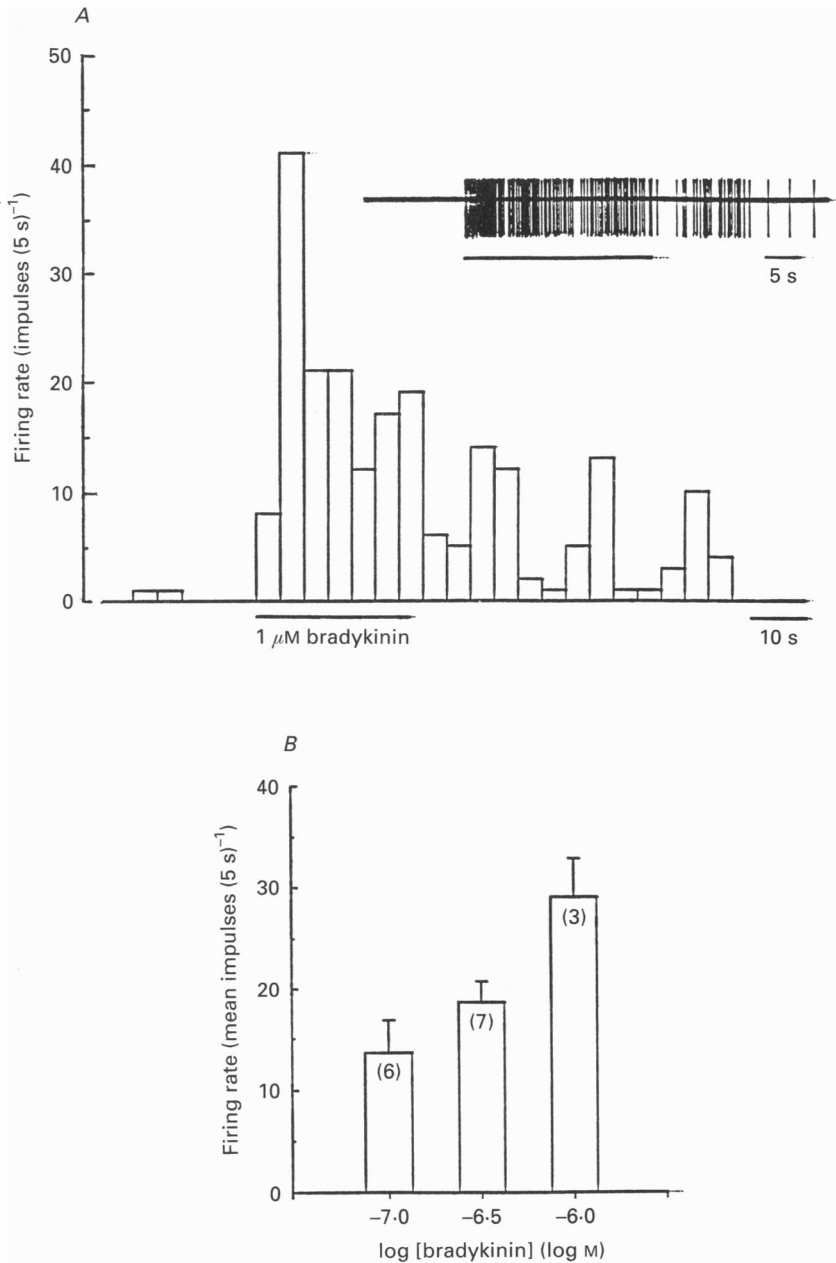 A
50
40
30
20
10
0
Firing rate (impulses (5 s)⁻¹)
5 s
1 μM bradykinin
10 s
B
40
30
20
10
0
Firing rate (mean impulses (5 s)⁻¹)
(6)
(7)
(3)
–7·0
–6·5
–6·0
log [bradykinin] (log M)